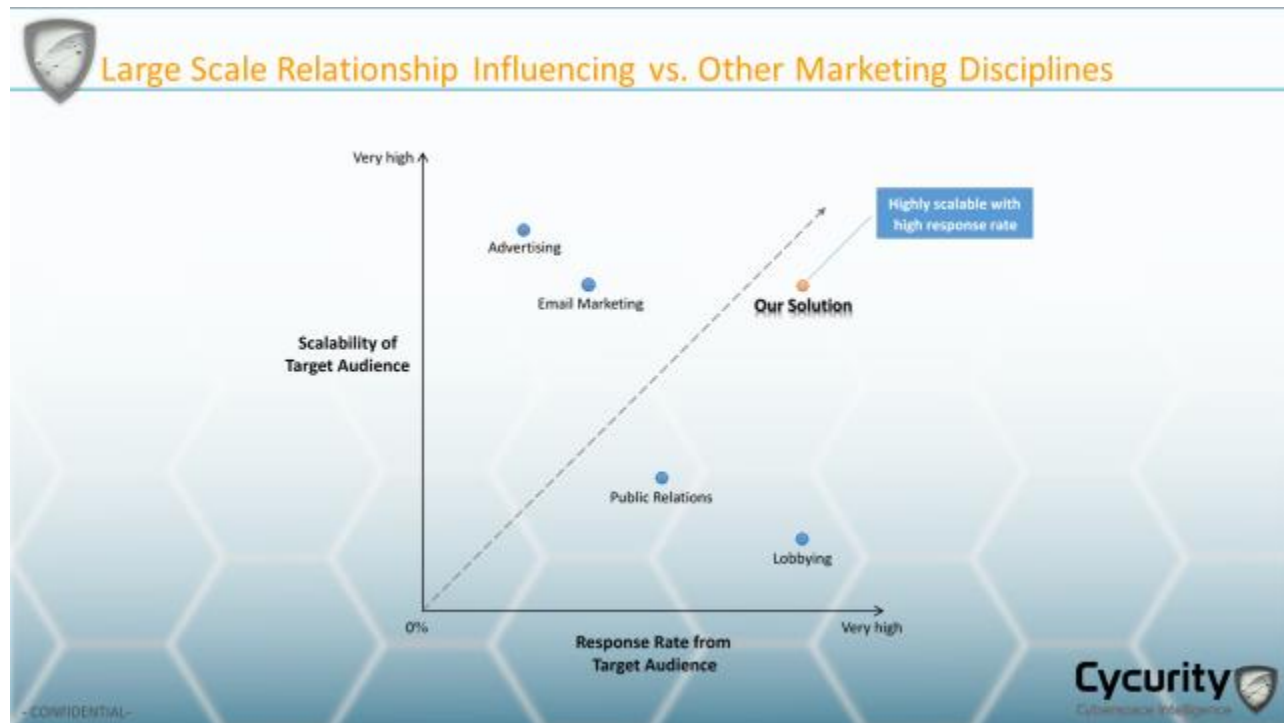 Large Scale Relationship Influencing vs. Other Marketing Disciplines
Very high
Highly scalable with
high response rate
Advertising
Email Marketing
Our Solution
Scalability of
Target Audience
Public Relations
Lobbying
0%
Very high
Response Rate from
Target Audience
Cycurity
Cyberspace Intelligence
- CONFIDENTIAL-